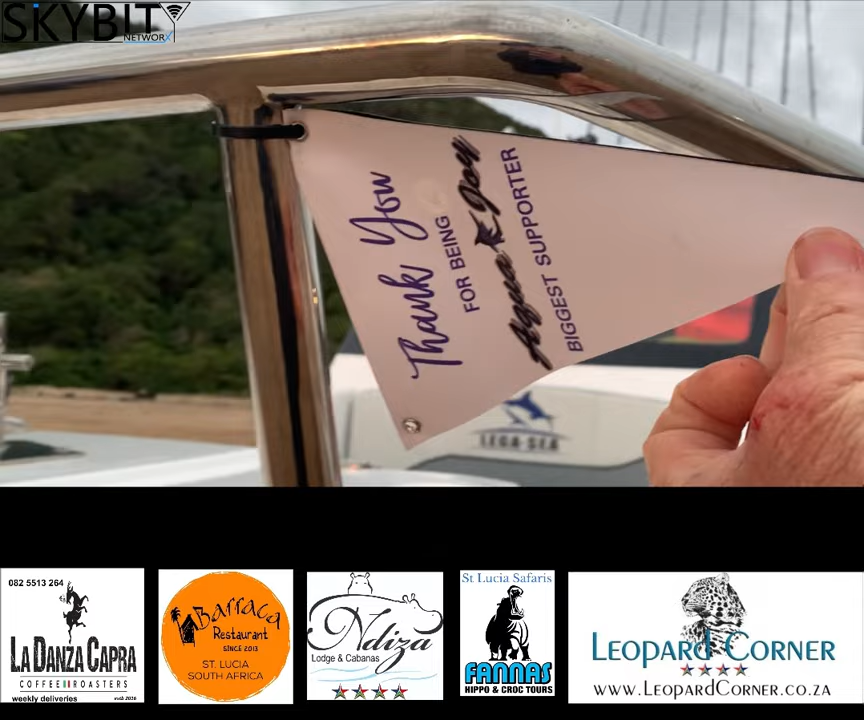 SKYBIT
NETWORX
Thank You
FOR BEING
Aqua Joy
BIGGEST SUPPORTER
LEGA-SEA
082 5513 264
LA DANZA CAPRA
COFFEE ROASTERS
weekly deliveries estb 2016
Barraca
Restaurant
SINCE 2013
ST. LUCIA
SOUTH AFRICA
Ndiza
Lodge & Cabanas
St Lucia Safaris
FANNAS
HIPPO & CROC TOURS
LEOPARD CORNER
WWW.LEOPARDCORNER.CO.ZA